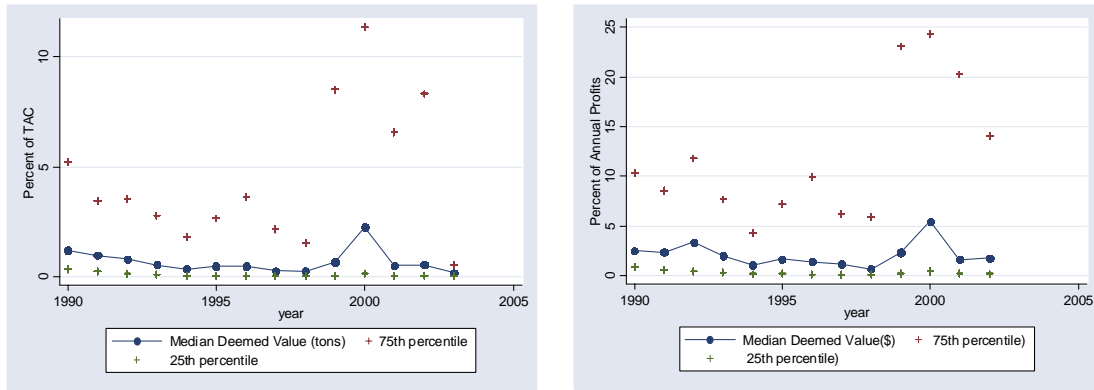 Percent of TAC
10
5
0
1990 1995 2000 2005
year
Median Deemed Value (tons) 75th percentile
25th percentile
Percent of Annual Profits
25
20
15
10
5
0
1990 1995 2000 2005
year
Median Deemed Value($) 75th percentile)
25th percentile)